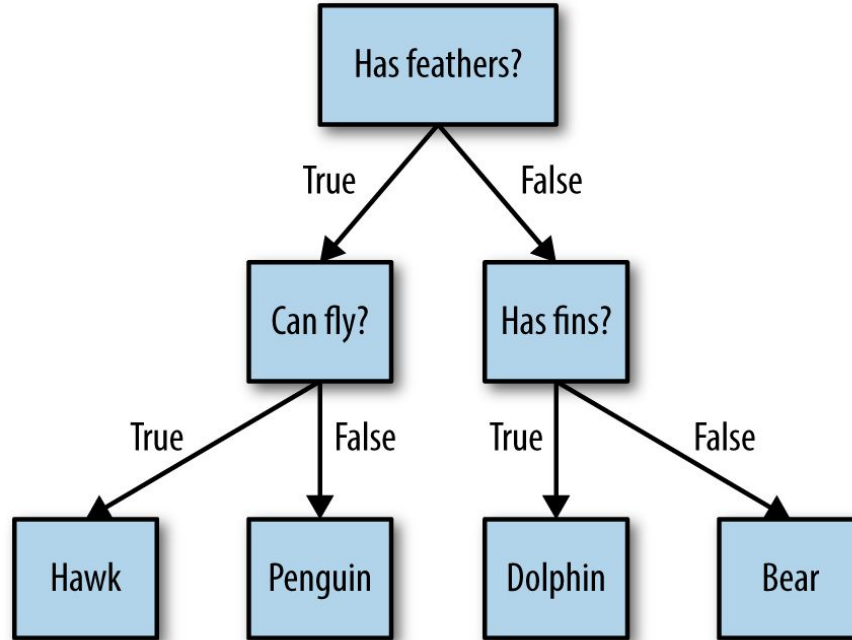 Has feathers?
True
False
Can fly?
Has fins?
True
False
True
False
Hawk
Penguin
Dolphin
Bear